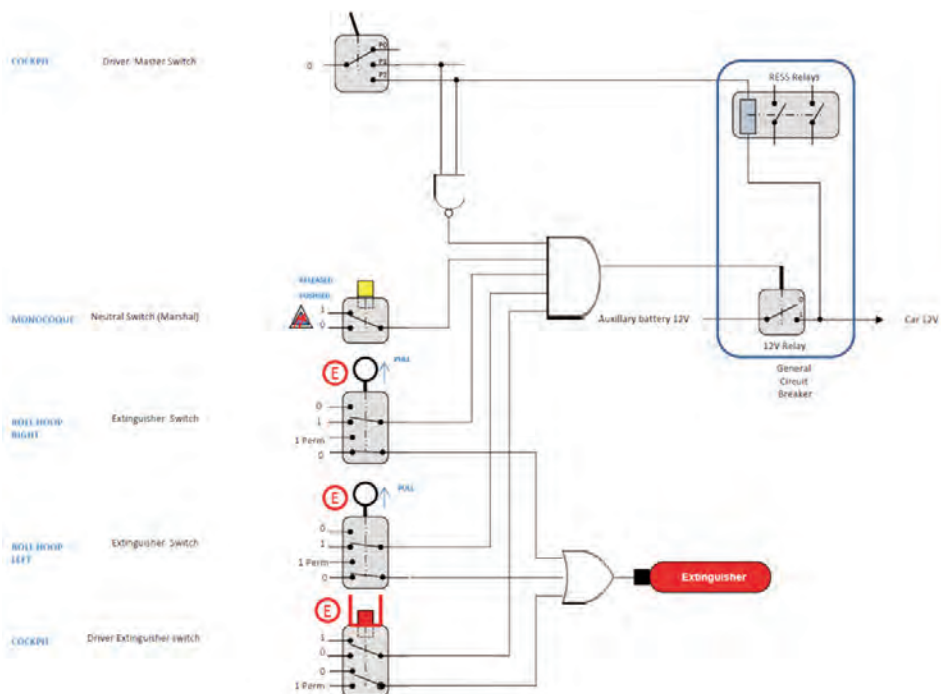 COCKPIT
Driver Master Switch
0
P0
P1
P2
RESS Relays
RELEASED
PUSHED
MONOCOQUE
Neutral Switch (Marshal)
1
0
Auxillary battery 12V
0
1
Car 12V
12V Relay
General
Circuit
Breaker
E
PULL
ROLL HOOP
RIGHT
Extinguisher Switch
0
1
1 Perm
0
E
PULL
ROLL HOOP
LEFT
Extinguisher Switch
0
1
1 Perm
0
Extinguisher
E
COCKPIT
Driver Extinguisher switch
1
0
0
1 Perm